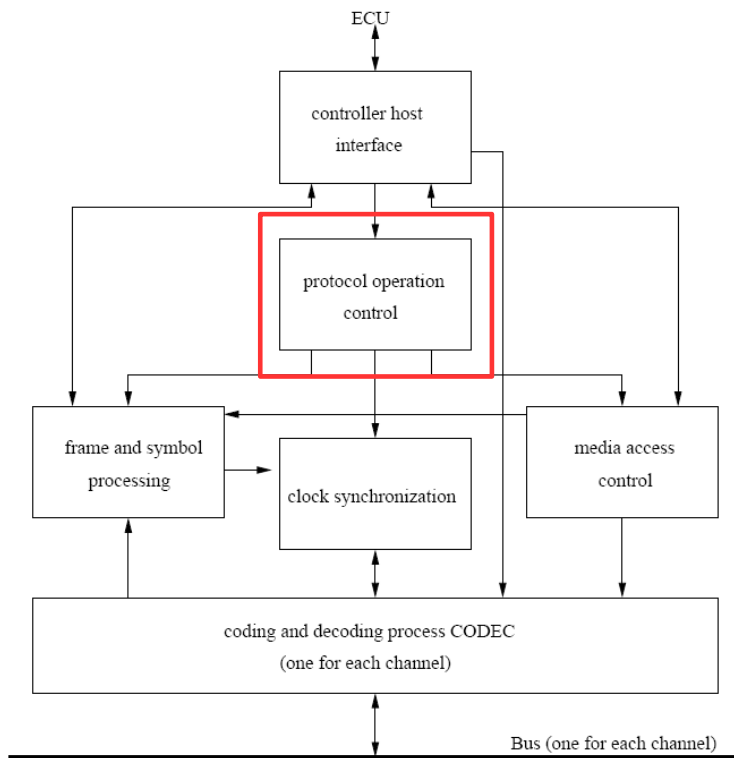 ECU
controller host
interface
protocol operation
control
frame and symbol
processing
media access
control
clock synchronization
coding and decoding process CODEC
(one for each channel)
Bus (one for each channel)